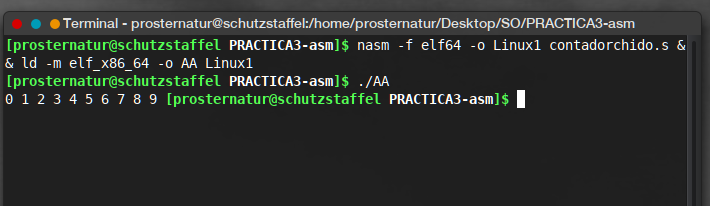 Terminal - prosternatur@schutzstaffel:/home/prosternatur/Desktop/SO/PRACTICA3-asm
[prosternatur@schutzstaffel PRACTICA3-asm]$ nasm -f elf64 -o Linux1 contadorchido.s &
& ld -m elf_x86_64 -o AA Linux1
[prosternatur@schutzstaffel PRACTICA3-asm]$ ./AA
0 1 2 3 4 5 6 7 8 9 [prosternatur@schutzstaffel PRACTICA3-asm]$